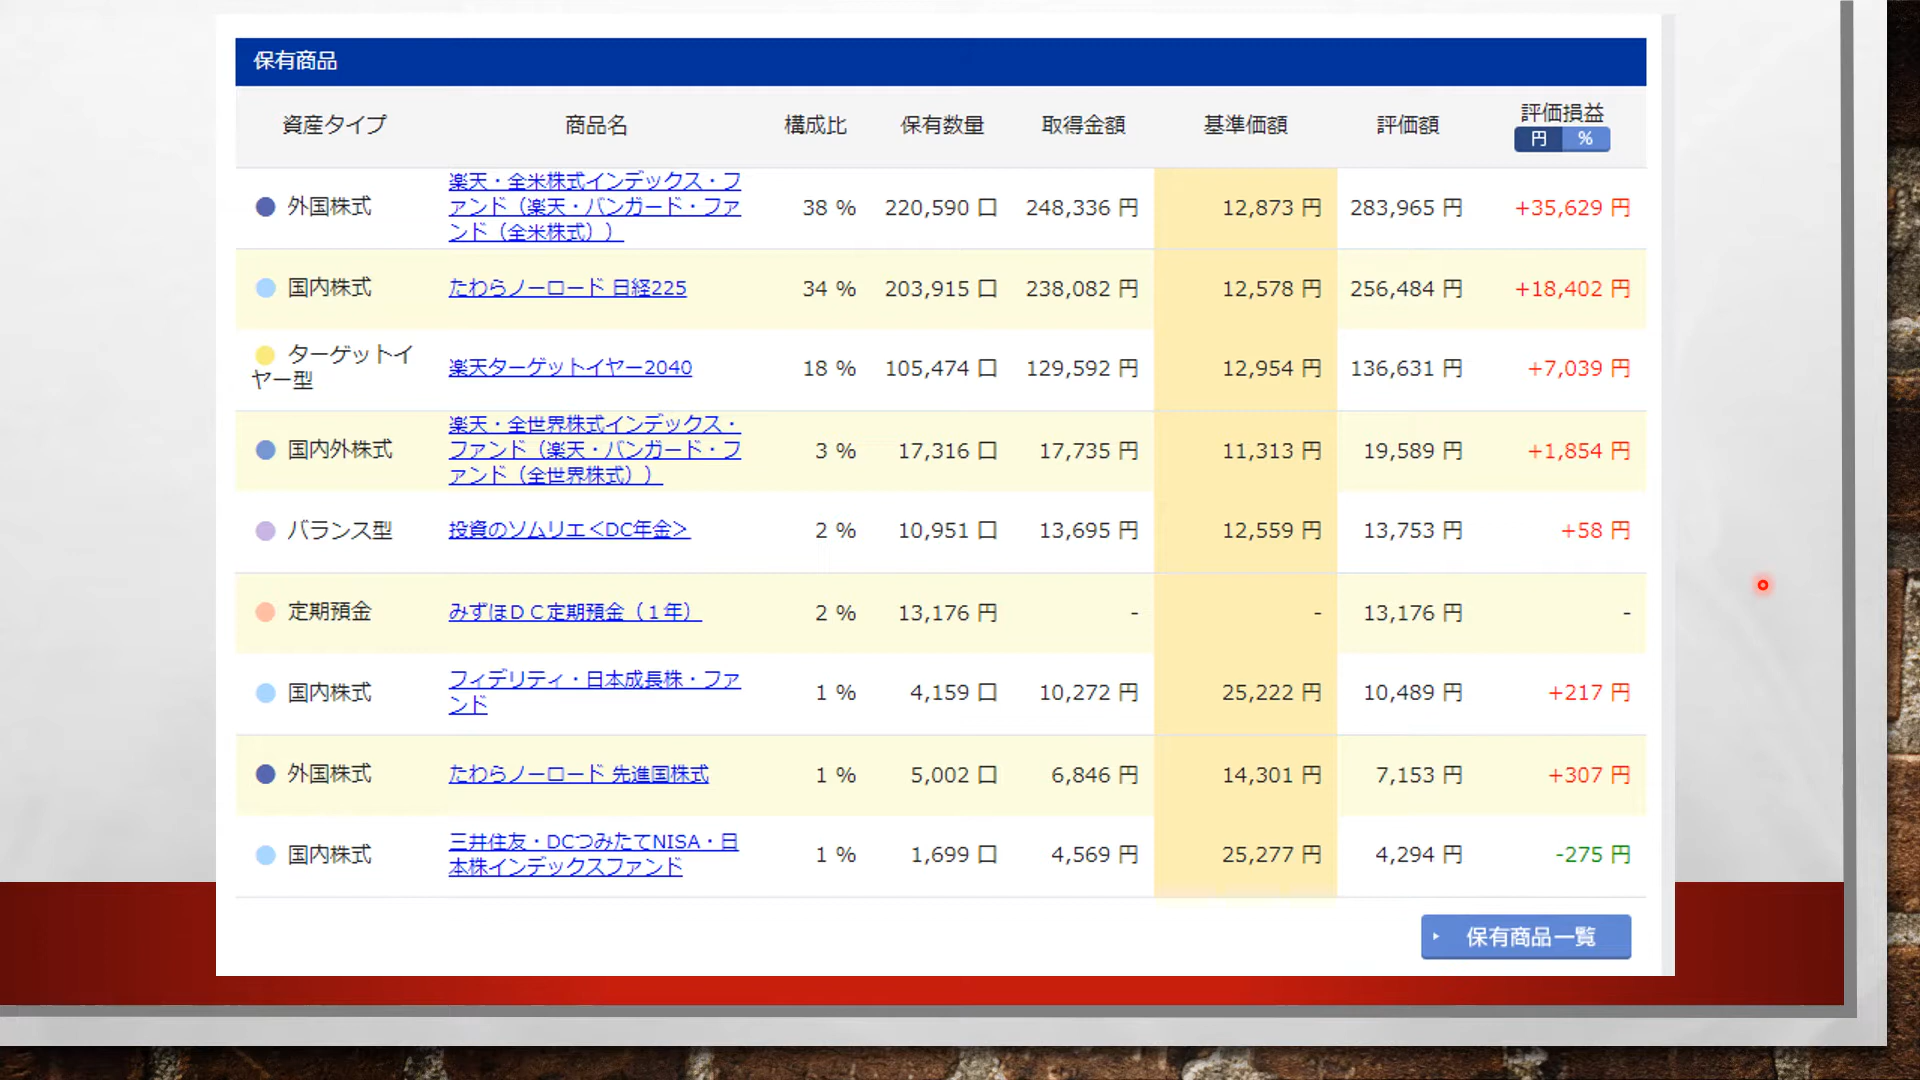 保有商品
資産タイプ 商品名 構成比 保有数量 取得金額 基準価額 評価額 評価損益
円 %
楽天・全米株式インデックス・フ
外国株式 ァンド（楽天・バンガード・ファ 38 % 220,590 口 248,336 円 12,873 円 283,965 円 +35,629 円
ンド（全米株式））
国内株式 たわらノーロード 日経225 34 % 203,915 口 238,082 円 12,578 円 256,484 円 +18,402 円
ターゲットイ
ヤー型 楽天ターゲットイヤー2040 18 % 105,474 口 129,592 円 12,954 円 136,631 円 +7,039 円
楽天・全世界株式インデックス・
国内外株式 ファンド（楽天・バンガード・フ 3 % 17,316 口 17,735 円 11,313 円 19,589 円 +1,854 円
ァンド（全世界株式））
バランス型 投資のソムリエ＜DC年金＞ 2 % 10,951 口 13,695 円 12,559 円 13,753 円 +58 円
定期預金 みずほＤＣ定期預金（１年） 2 % 13,176 円 - - 13,176 円 -
フィデリティ・日本成長株・ファ
国内株式 1 % 4,159 口 10,272 円 25,222 円 10,489 円 +217 円
ンド
外国株式 たわらノーロード 先進国株式 1 % 5,002 口 6,846 円 14,301 円 7,153 円 +307 円
三井住友・DCつみたてNISA・日
国内株式 1 % 1,699 口 4,569 円 25,277 円 4,294 円 -275 円
本株インデックスファンド
保有商品一覧